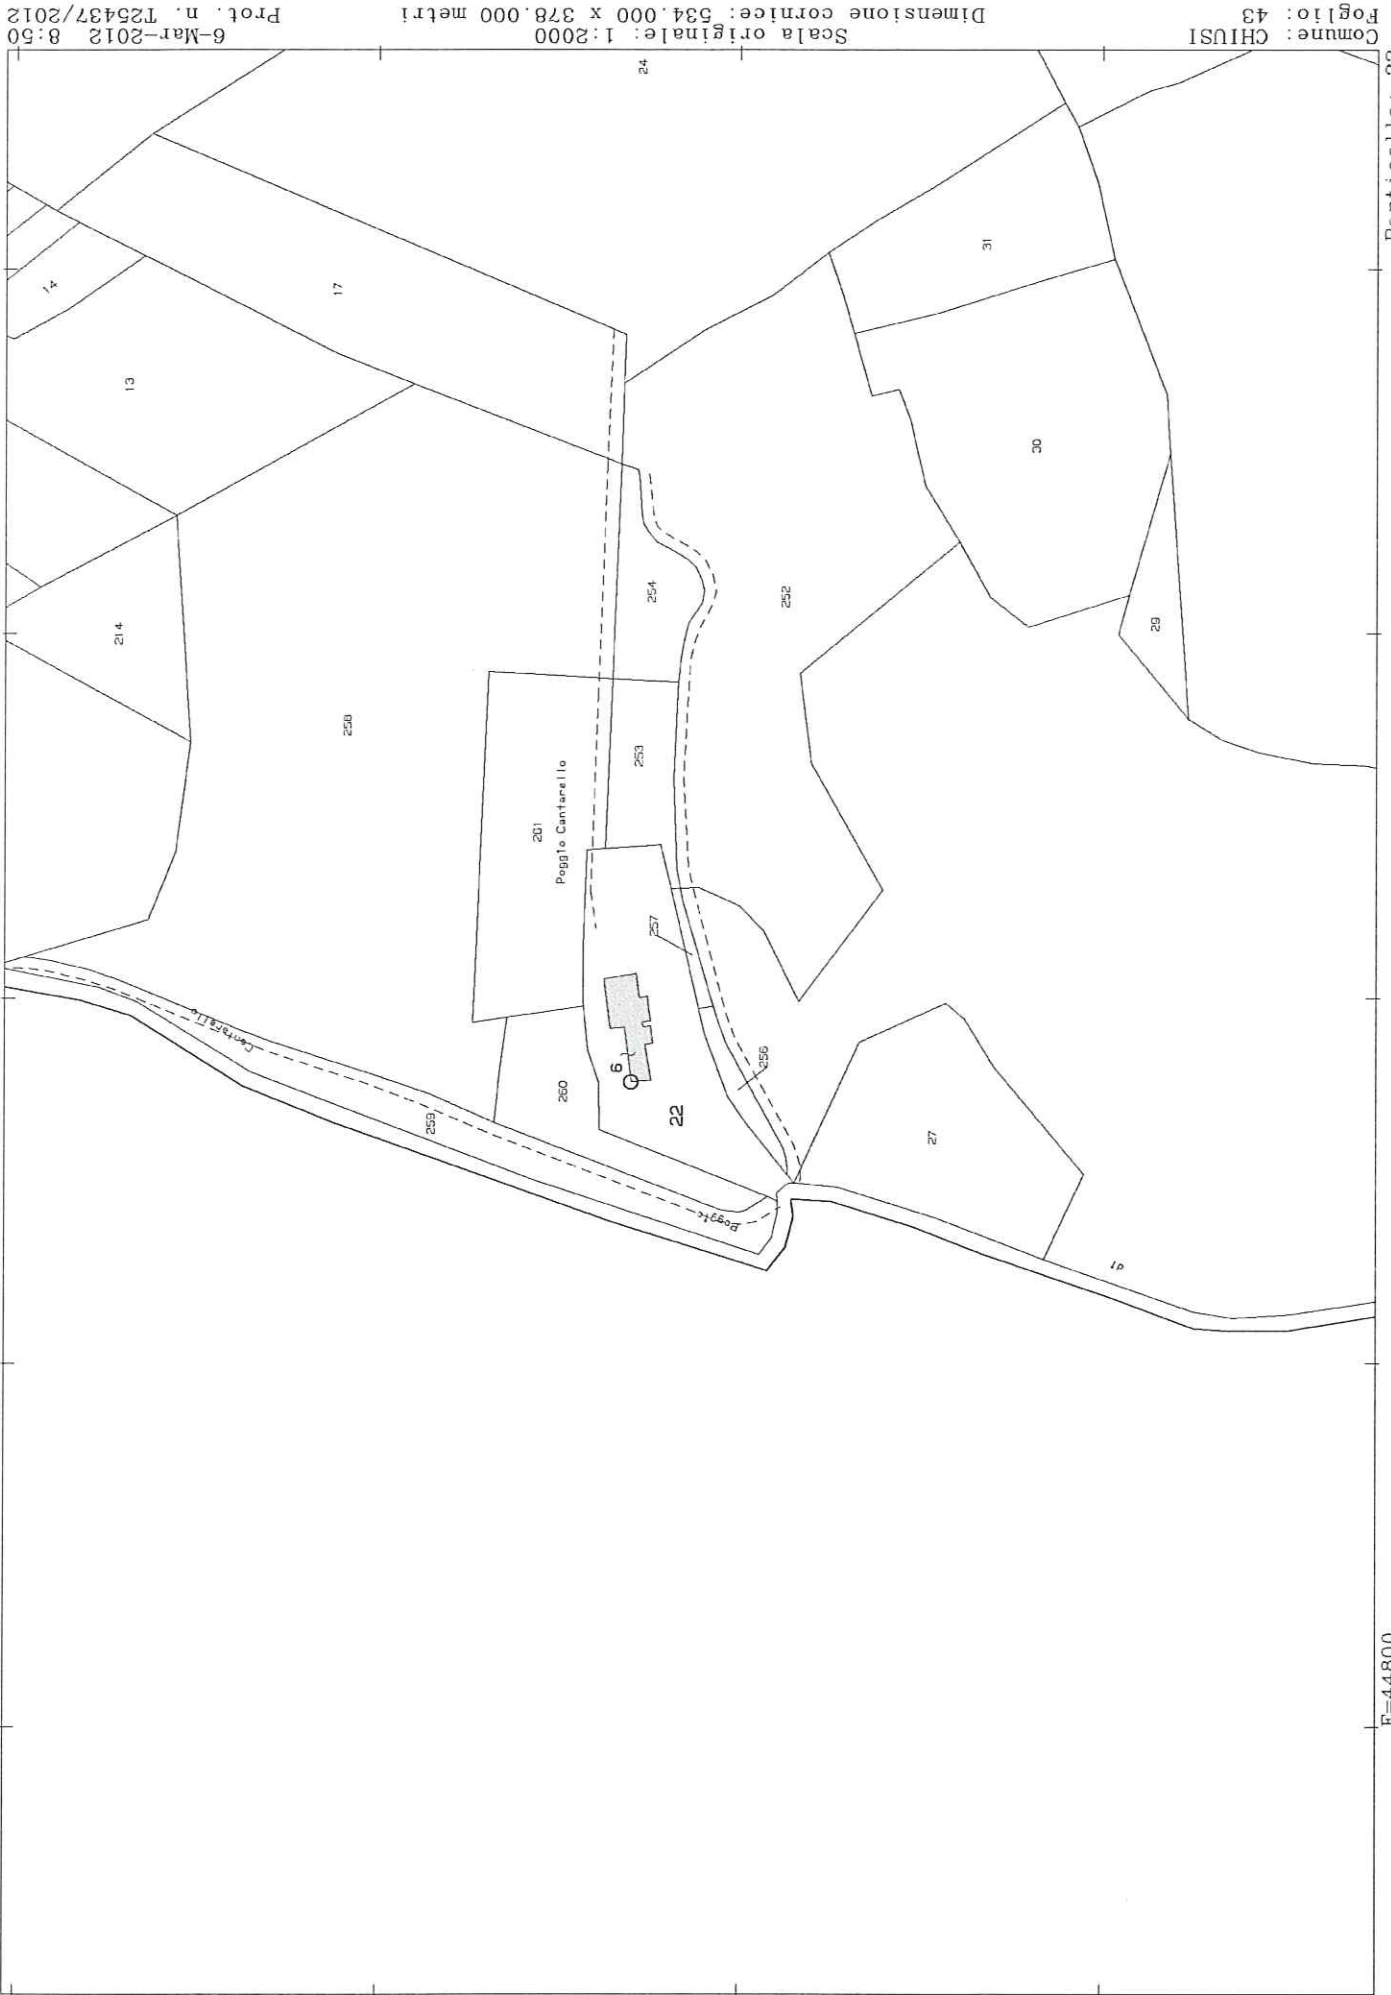 Comune: CHIUSI
Foglio: 43
Scala originale: 1:2000
Dimensione cornice: 534.000 x 378.000 metri
6-Mar-2012 8:50
Prot. n. T25437/2012
E=44800
24
31
14
17
13
30
254
252
29
214
258
253
201
Poggio Cantarello
257
6
256
260
22
259
Cantarello
Poggio
27